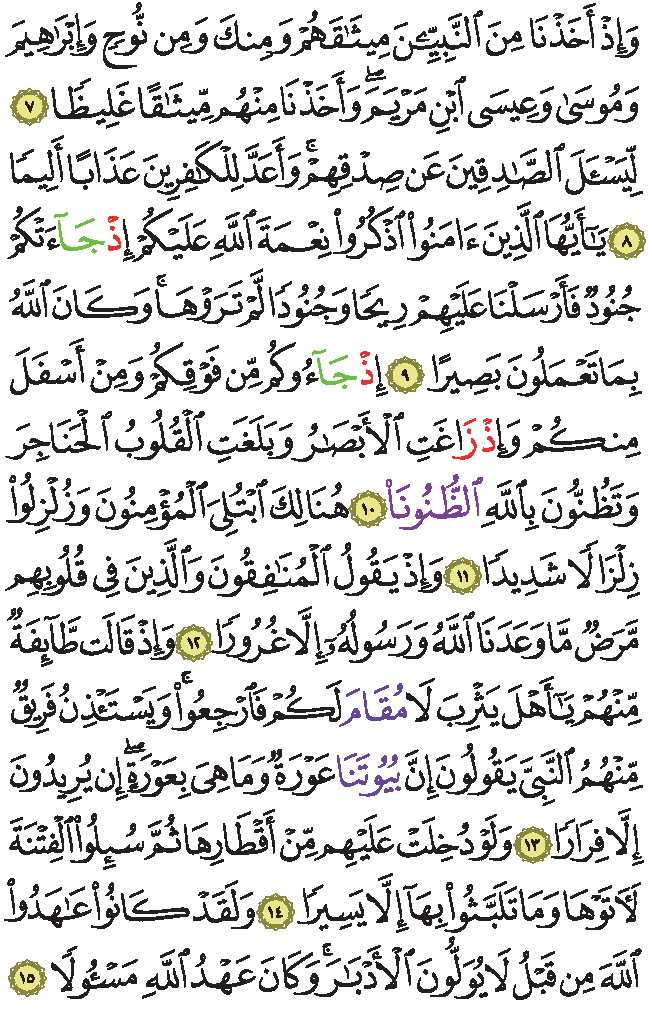 وَإِذْ أَخَذْنَا مِنَ ٱلنَّبِيِّـۧنَ مِيثَٰقَهُمْ وَمِنكَ وَمِن نُّوحٍ وَإِبْرَٰهِيمَ
وَمُوسَىٰ وَعِيسَى ٱبْنِ مَرْيَمَۖ وَأَخَذْنَا مِنْهُم مِّيثَٰقًا غَلِيظًا ٧
لِّيَسْـَٔلَ ٱلصَّٰدِقِينَ عَن صِدْقِهِمْۚ وَأَعَدَّ لِلْكَٰفِرِينَ عَذَابًا أَلِيمًا
٨ يَٰٓأَيُّهَا ٱلَّذِينَ ءَامَنُوا۟ ٱذْكُرُوا۟ نِعْمَةَ ٱللَّهِ عَلَيْكُمْ إِذْ جَآءَتْكُمْ
جُنُودٌ فَأَرْسَلْنَا عَلَيْهِمْ رِيحًا وَجُنُودًا لَّمْ تَرَوْهَاۚ وَكَانَ ٱللَّهُ
بِمَا تَعْمَلُونَ بَصِيرًا ٩ إِذْ جَآءُوكُم مِّن فَوْقِكُمْ وَمِنْ أَسْفَلَ
مِنكُمْ وَإِذْ زَاغَتِ ٱلْأَبْصَٰرُ وَبَلَغَتِ ٱلْقُلُوبُ ٱلْحَنَاجِرَ
وَتَظُنُّونَ بِٱللَّهِ ٱلظُّنُونَا۠ ١٠ هُنَالِكَ ٱبْتُلِىَ ٱلْمُؤْمِنُونَ وَزُلْزِلُوا۟
زِلْزَالًا شَدِيدًا ١١ وَإِذْ يَقُولُ ٱلْمُنَٰفِقُونَ وَٱلَّذِينَ فِى قُلُوبِهِم
مَّرَضٌ مَّا وَعَدَنَا ٱللَّهُ وَرَسُولُهُۥٓ إِلَّا غُرُورًا ١٢ وَإِذْ قَالَت طَّآئِفَةٌ
مِّنْهُمْ يَٰٓأَهْلَ يَثْرِبَ لَا مَقَامَ لَكُمْ فَٱرْجِعُوا۟ۚ وَيَسْتَـْٔذِنُ فَرِيقٌ
مِّنْهُمُ ٱلنَّبِىَّ يَقُولُونَ إِنَّ بُيُوتَنَا عَوْرَةٌ وَمَا هِىَ بِعَوْرَةٍۖ إِن يُرِيدُونَ
إِلَّا فِرَارًا ١٣ وَلَوْ دُخِلَتْ عَلَيْهِم مِّنْ أَقْطَارِهَا ثُمَّ سُئِلُوا۟ ٱلْفِتْنَةَ
لَـَٔاتَوْهَا وَمَا تَلَبَّثُوا۟ بِهَآ إِلَّا يَسِيرًا ١٤ وَلَقَدْ كَانُوا۟ عَٰهَدُوا۟
ٱللَّهَ مِن قَبْلُ لَا يُوَلُّونَ ٱلْأَدْبَٰرَۚ وَكَانَ عَهْدُ ٱللَّهِ مَسْـُٔولًا ١٥